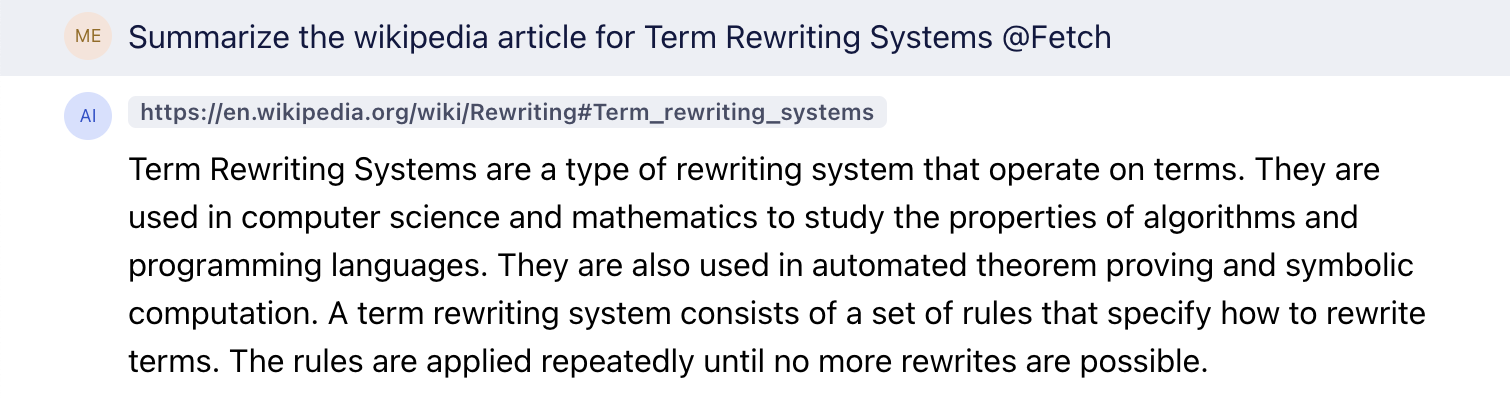 ME
Summarize the wikipedia article for Term Rewriting Systems @Fetch
AI
https://en.wikipedia.org/wiki/Rewriting#Term_rewriting_systems
Term Rewriting Systems are a type of rewriting system that operate on terms. They are
used in computer science and mathematics to study the properties of algorithms and
programming languages. They are also used in automated theorem proving and symbolic
computation. A term rewriting system consists of a set of rules that specify how to rewrite
terms. The rules are applied repeatedly until no more rewrites are possible.